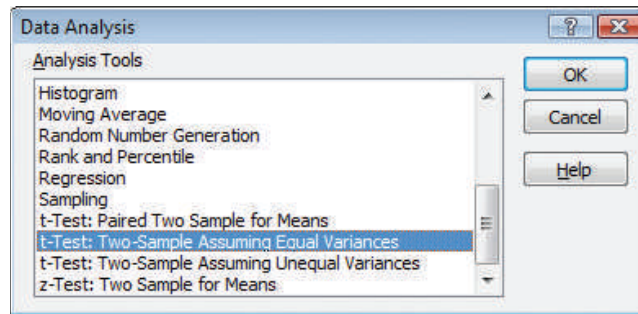 Data Analysis
Analysis Tools
Histogram
Moving Average
Random Number Generation
Rank and Percentile
Regression
Sampling
t-Test: Paired Two Sample for Means
t-Test: Two-Sample Assuming Equal Variances
t-Test: Two-Sample Assuming Unequal Variances
z-Test: Two Sample for Means
OK
Cancel
Help